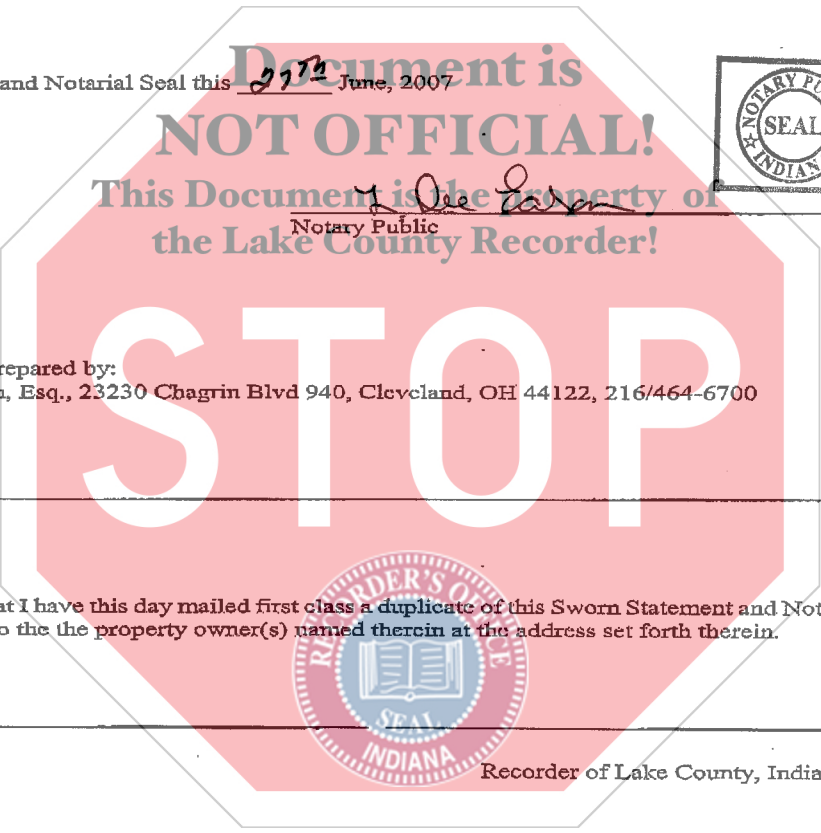 Document is
and Notarial Seal this 27th June, 2007
NOTARY PU
SEAL
INDIAN
NOT OFFICIAL!
This Document is the property of
Notary Public
the Lake County Recorder!
STOP
repared by:
, Esq., 23230 Chagrin Blvd 940, Cleveland, OH 44122, 216/464-6700
RECORDER'S OFFICE
at I have this day mailed first class a duplicate of this Sworn Statement and Not
o the the property owner(s) named therein at the address set forth therein.
SEAL
INDIANA
Recorder of Lake County, India